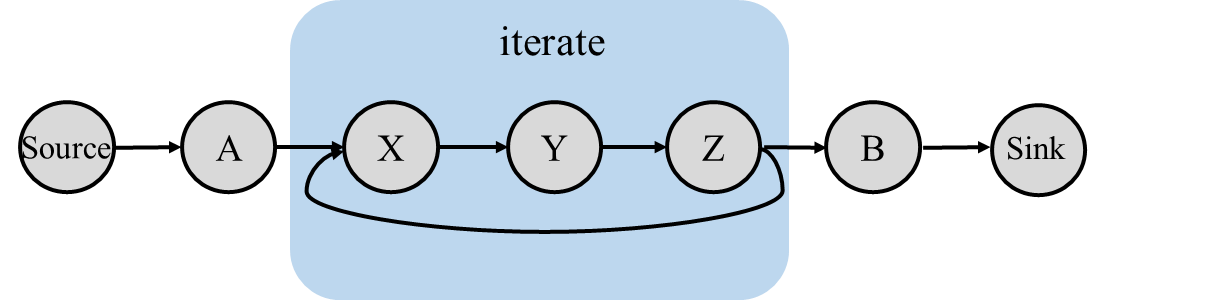 iterate
Source A X Y Z B Sink